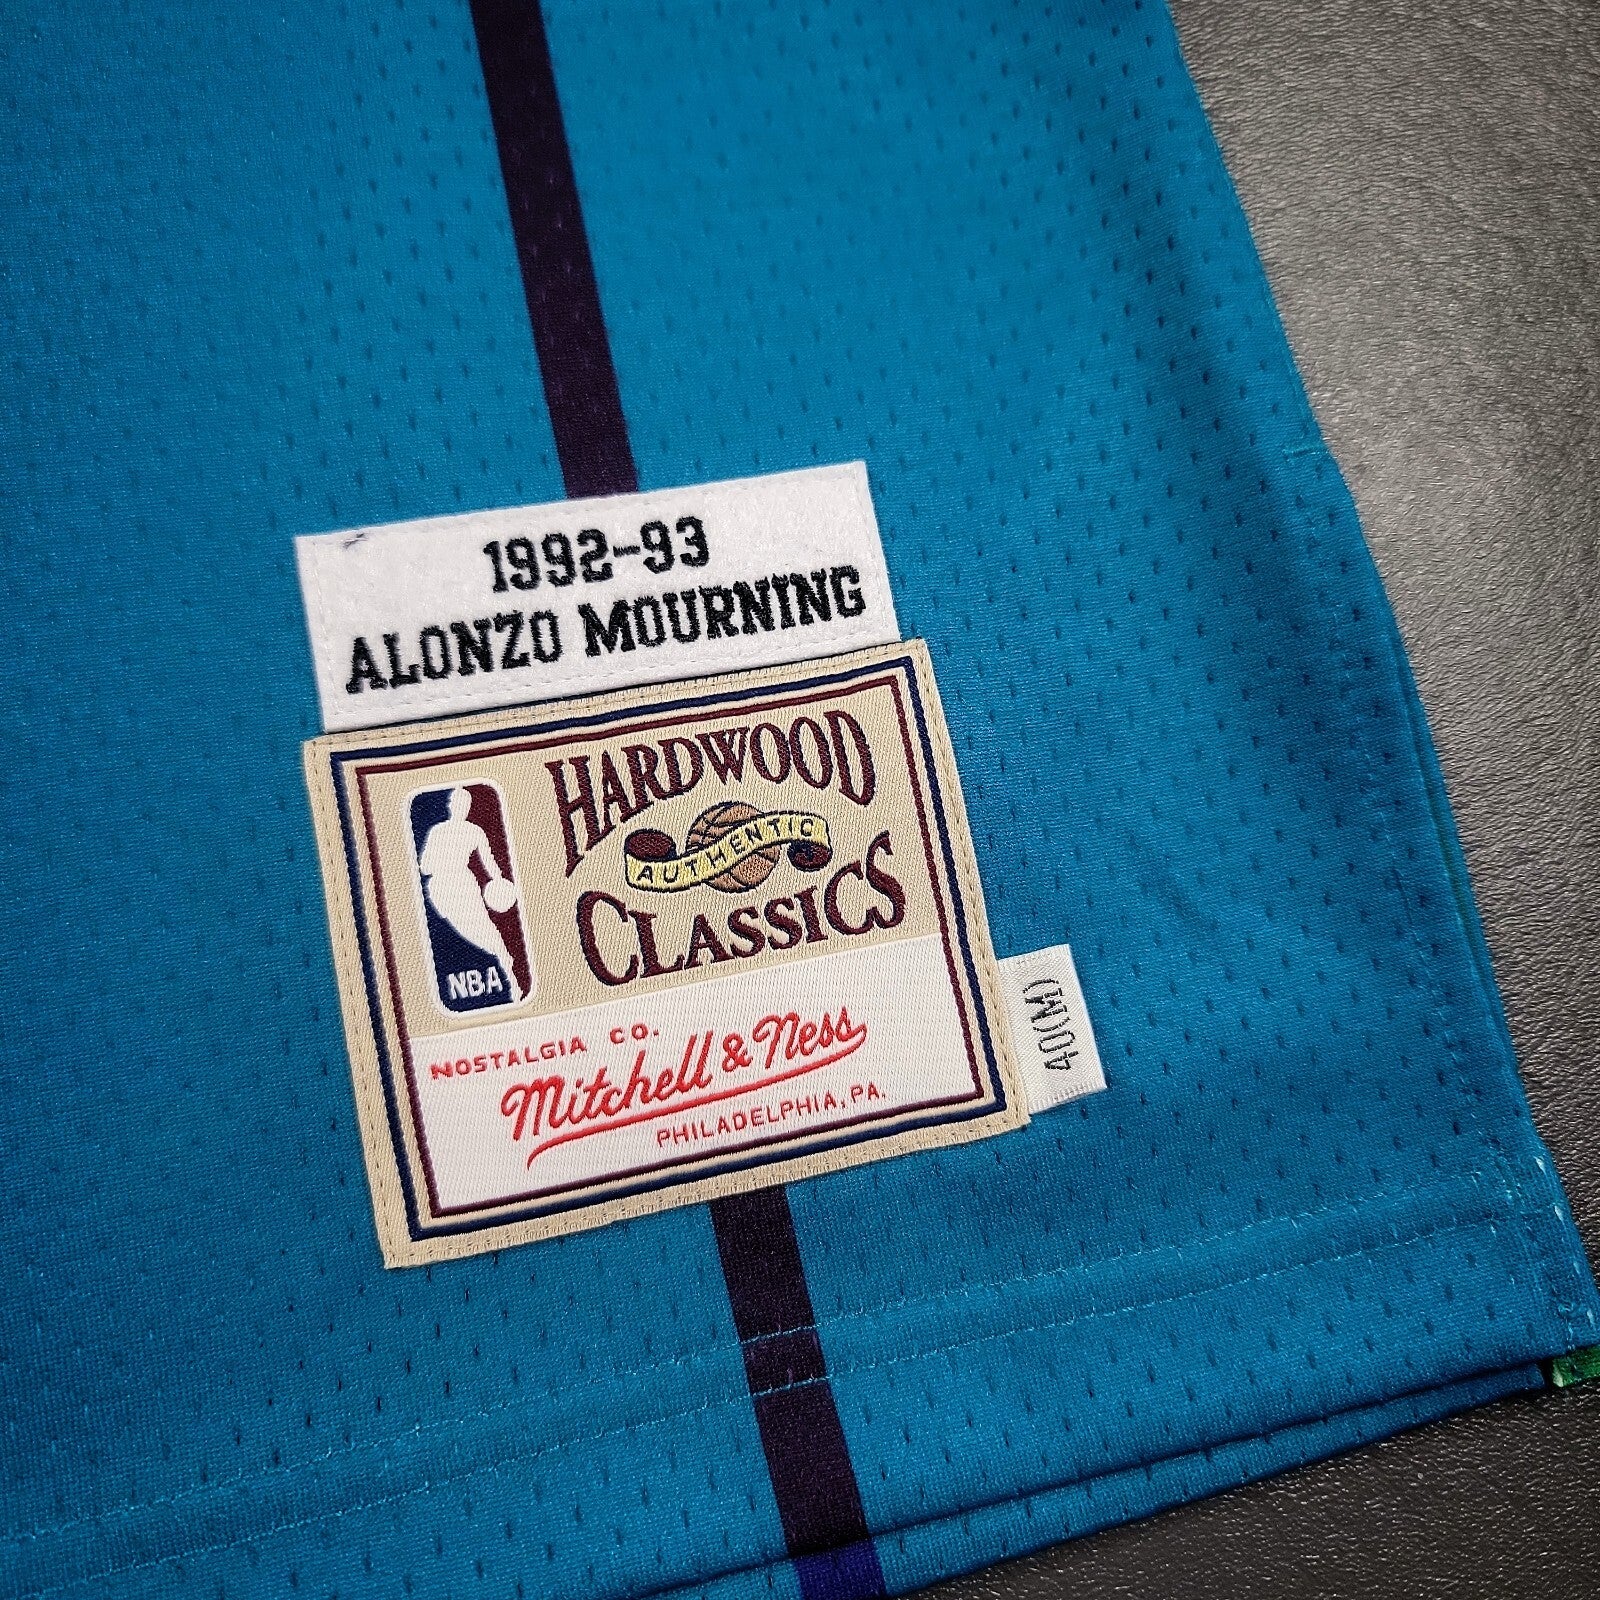 1992-93
ALONZO MOURNING
HARDWOOD
AUTHENTIC
CLASSICS
NBA
NOSTALGIA CO.
Mitchell & Ness
PHILADELPHIA, PA.
40(M)